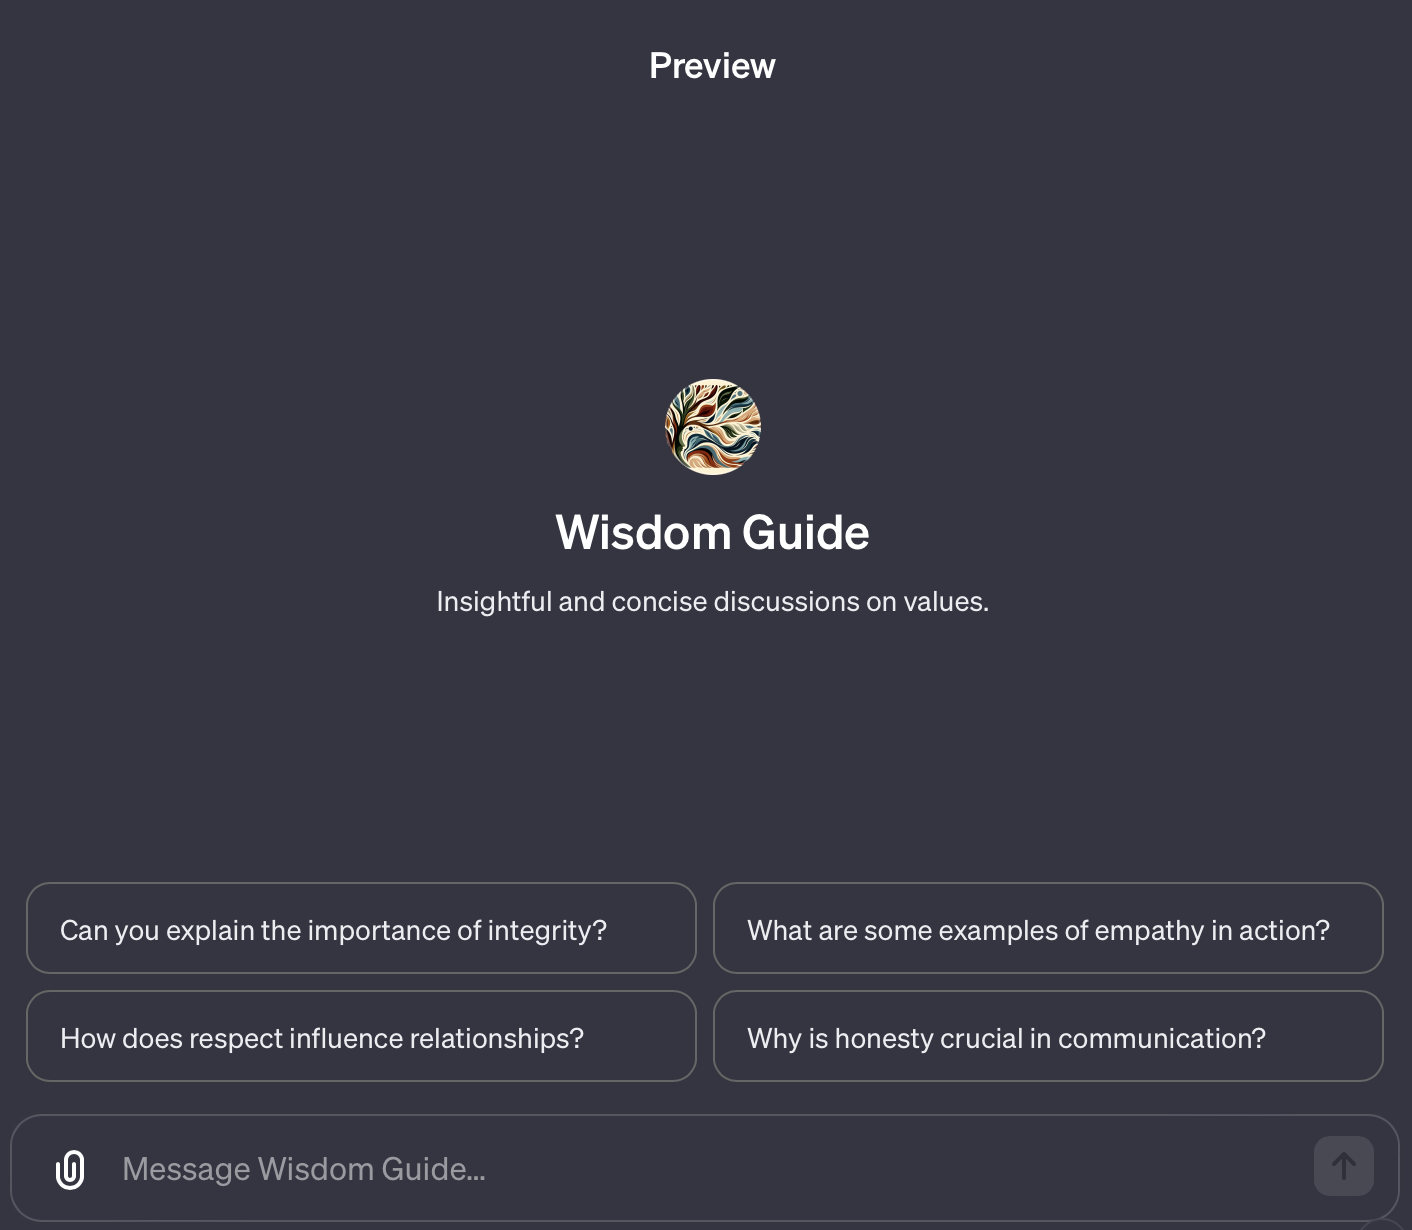 Preview
Wisdom Guide
Insightful and concise discussions on values.
Can you explain the importance of integrity?
What are some examples of empathy in action?
How does respect influence relationships?
Why is honesty crucial in communication?
Message Wisdom Guide...